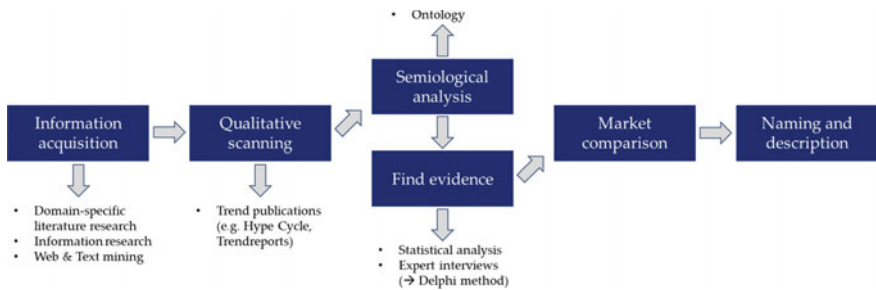 • Ontology
Semiological
analysis
Information
acquisition
Qualitative
scanning
Market
comparison
Naming and
description
Find evidence
• Domain-specific
literature research
• Information research
• Web & Text mining
• Trend publications
(e.g. Hype Cycle,
Trendreports)
• Statistical analysis
• Expert interviews
(→ Delphi method)